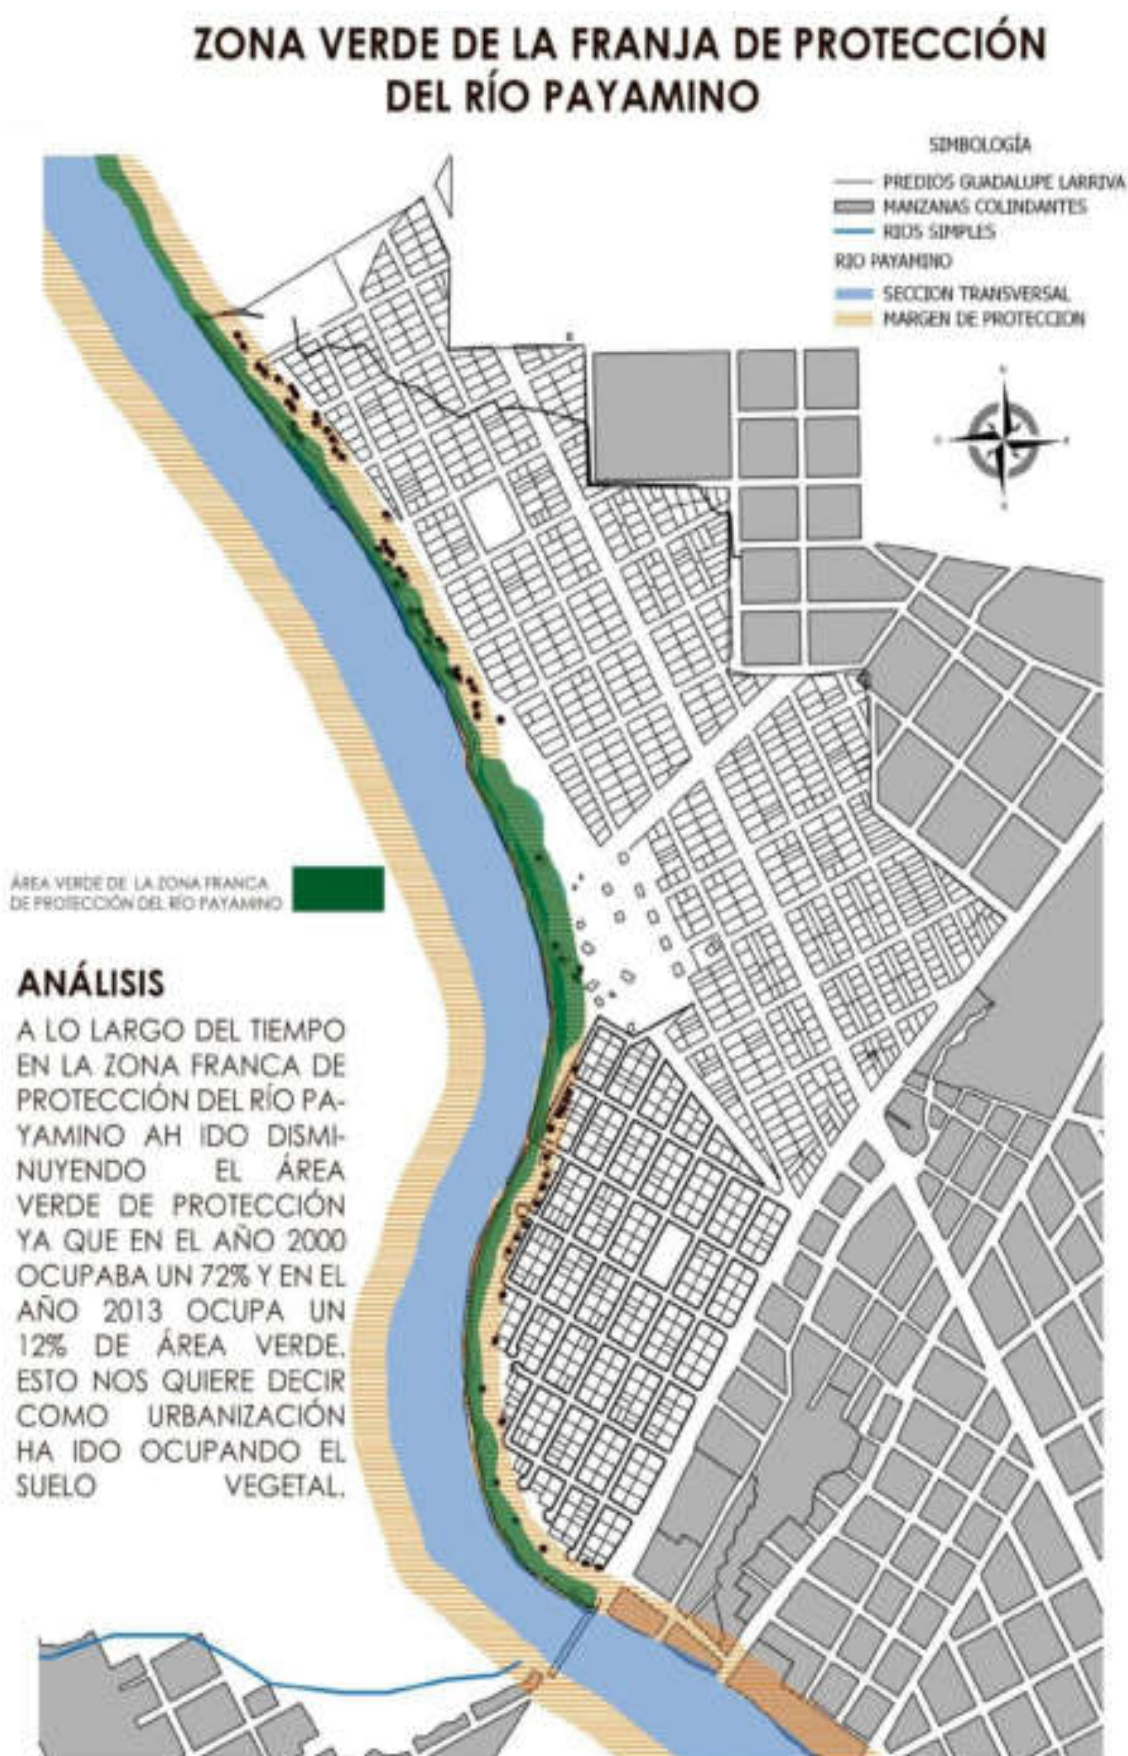 ZONA VERDE DE LA FRANJA DE PROTECCIÓN
DEL RÍO PAYAMINO
SIMBOLOGÍA
PREDIOS GUADALUPE LARRIVA
MANZANAS COLINDANTES
RIOS SIMPLES
RIO PAYAMINO
SECCION TRANSVERSAL
MARGEN DE PROTECCION
ÁREA VERDE DE LA ZONA FRANCA
DE PROTECCIÓN DEL RÍO PAYAMINO
ANÁLISIS
A LO LARGO DEL TIEMPO
EN LA ZONA FRANCA DE
PROTECCIÓN DEL RÍO PA-
YAMINO AH IDO DISMI-
NUYENDO EL ÁREA
VERDE DE PROTECCIÓN
YA QUE EN EL AÑO 2000
OCUPABA UN 72% Y EN EL
AÑO 2013 OCUPA UN
12% DE ÁREA VERDE.
ESTO NOS QUIERE DECIR
COMO URBANIZACIÓN
HA IDO OCUPANDO EL
SUELO VEGETAL.